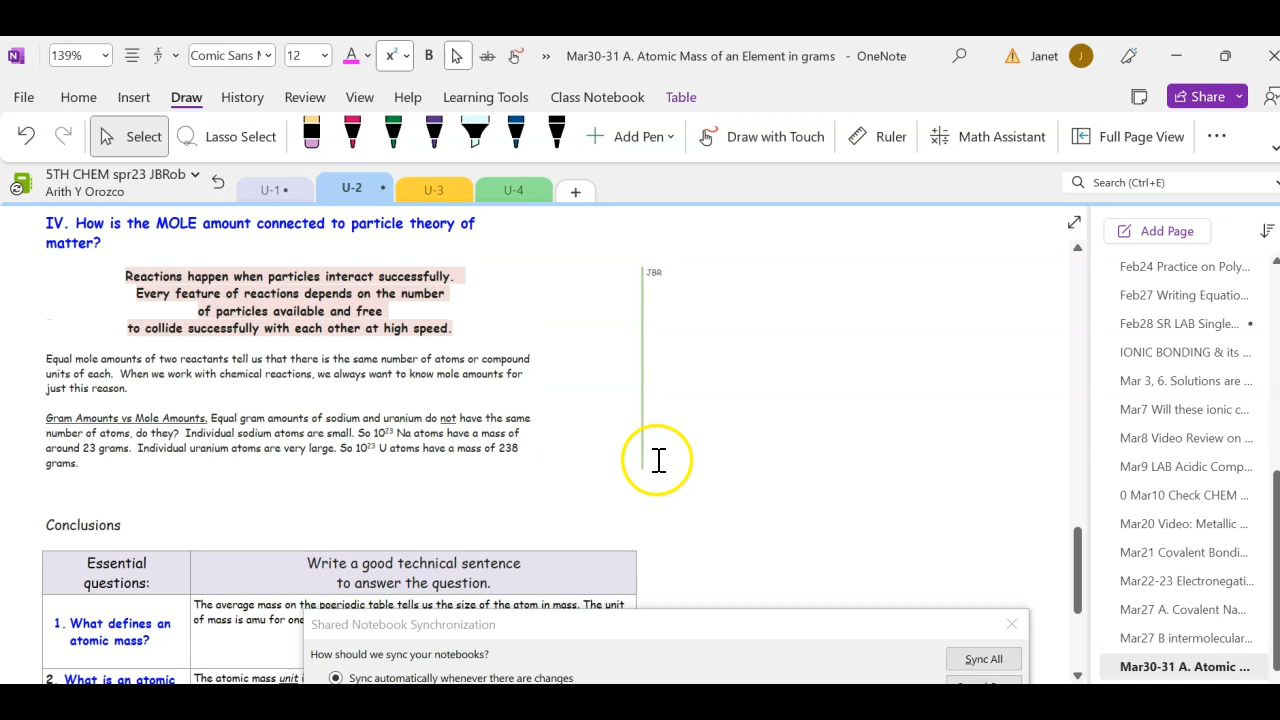 139%
Comic Sans M
12
A
x²
B
ab
Mar30-31 A. Atomic Mass of an Element in grams - OneNote
Janet
J
File Home Insert Draw History Review View Help Learning Tools Class Notebook Table
Share
Select
Lasso Select
Add Pen
Draw with Touch
Ruler
Math Assistant
Full Page View
5TH CHEM spr23 JBRob
Arith Y Orozco
U-1
U-2
U-3
U-4
Search (Ctrl+E)
IV. How is the MOLE amount connected to particle theory of
matter?
Reactions happen when particles interact successfully.
Every feature of reactions depends on the number
of particles available and free
to collide successfully with each other at high speed.
JBR
Equal mole amounts of two reactants tell us that there is the same number of atoms or compound
units of each. When we work with chemical reactions, we always want to know mole amounts for
just this reason.
Gram Amounts vs Mole Amounts. Equal gram amounts of sodium and uranium do not have the same
number of atoms, do they? Individual sodium atoms are small. So 10²³ Na atoms have a mass of
around 23 grams. Individual uranium atoms are very large. So 10²³ U atoms have a mass of 238
grams.
Conclusions
Essential
questions:
Write a good technical sentence
to answer the question.
1. What defines an
atomic mass?
The average mass on the poeriodic table tells us the size of the atom in mass. The unit
of mass is amu for one
2. What is an atomic
The atomic mass unit i
Shared Notebook Synchronization
How should we sync your notebooks?
Sync automatically whenever there are changes
Sync All
Add Page
Feb24 Practice on Poly...
Feb27 Writing Equatio...
Feb28 SR LAB Single...
IONIC BONDING & its ...
Mar 3, 6. Solutions are ...
Mar7 Will these ionic c...
Mar8 Video Review on ...
Mar9 LAB Acidic Comp...
0 Mar10 Check CHEM ...
Mar20 Video: Metallic ...
Mar21 Covalent Bondi...
Mar22-23 Electronegati...
Mar27 A. Covalent Na...
Mar27 B intermolecular...
Mar30-31 A. Atomic ...